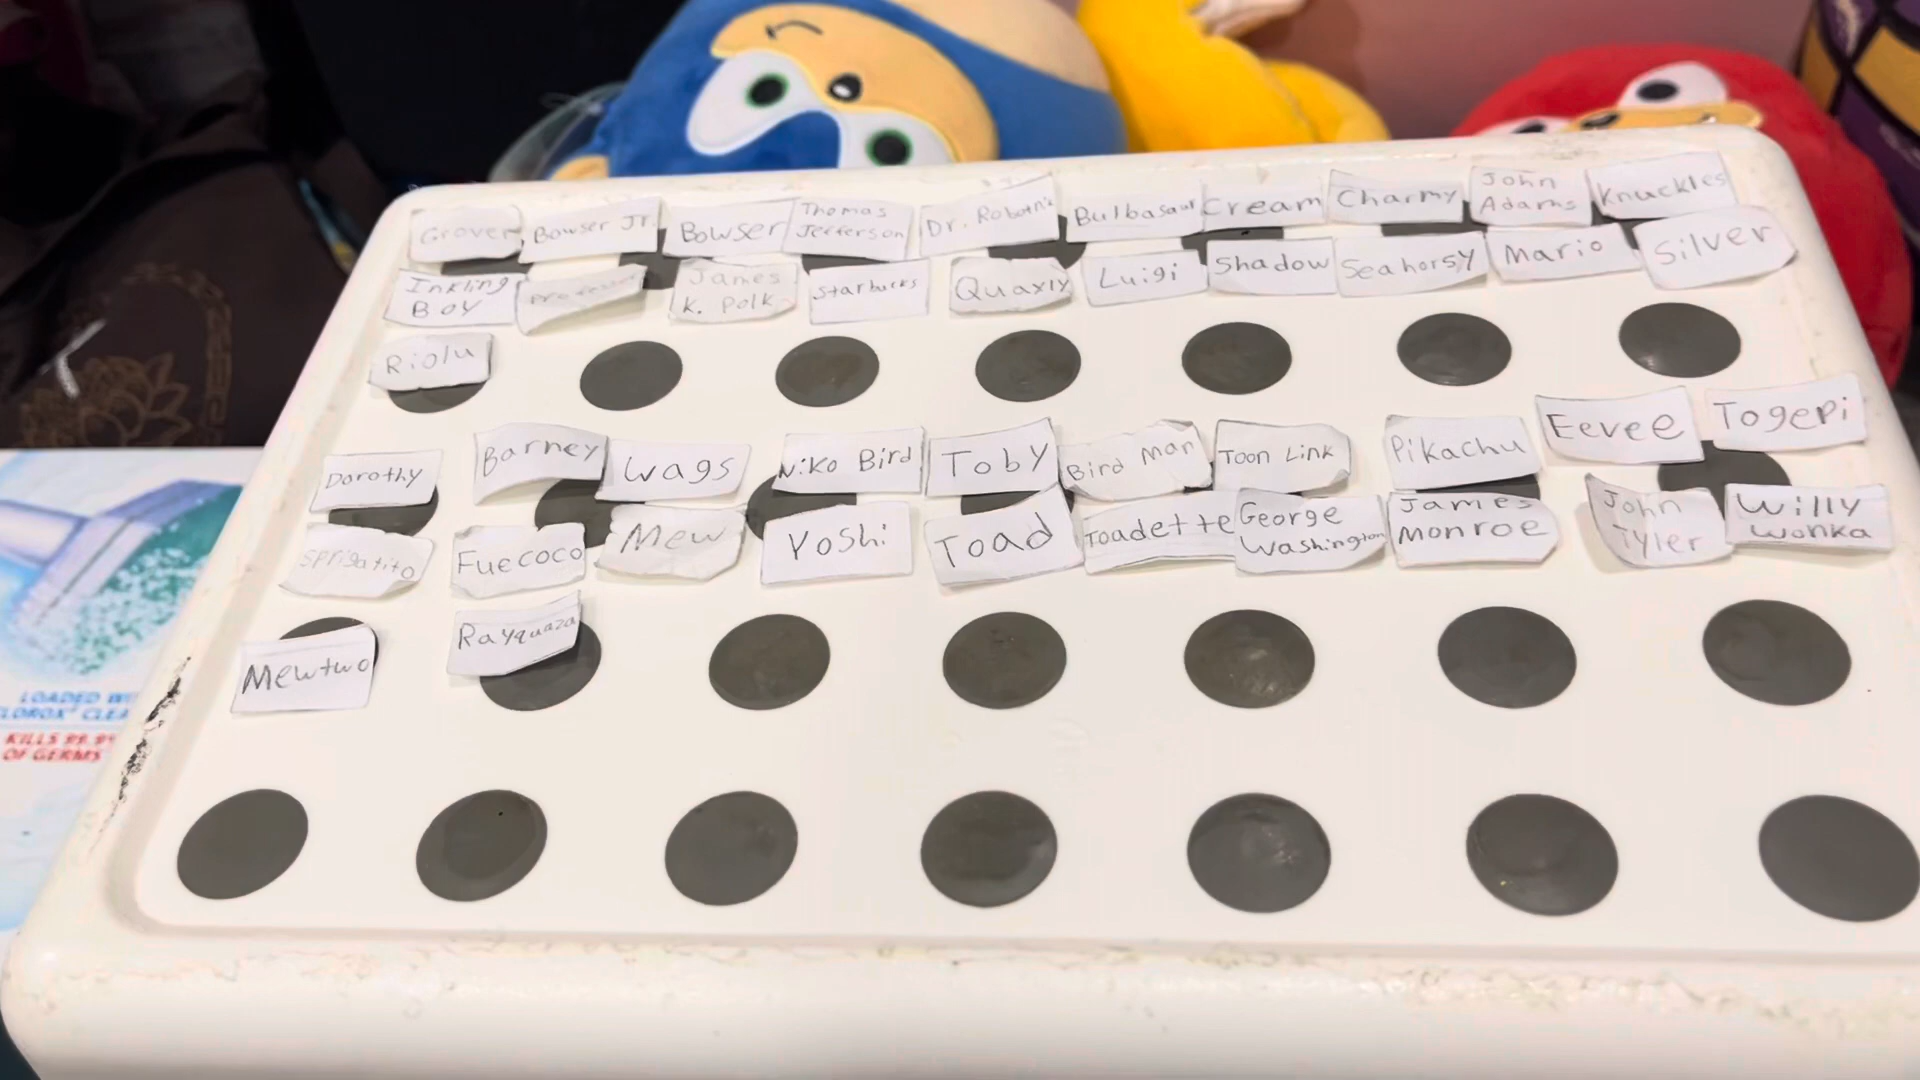 Grover
Bowser Jr.
Bowser
Thomas
Jefferson
Dr. Robotnik
Bulbasaur
Cream
Charmy
John
Adams
Knuckles
Inkling
Boy
Professor
James
K. Polk
Starbucks
Quaxly
Luigi
Shadow
Seahorsy
Mario
Silver
Riolu
Dorothy
Barney
Wags
Niko Bird
Toby
Bird Man
Toon Link
Pikachu
Eevee
Togepi
Sprigatito
Fuecoco
Mew
Yoshi
Toad
Toadette
George
Washington
James
Monroe
John
Tyler
Willy
Wonka
Mewtwo
Rayquaza
LOADED
CLOROX
KILLS 99.9
OF GERMS